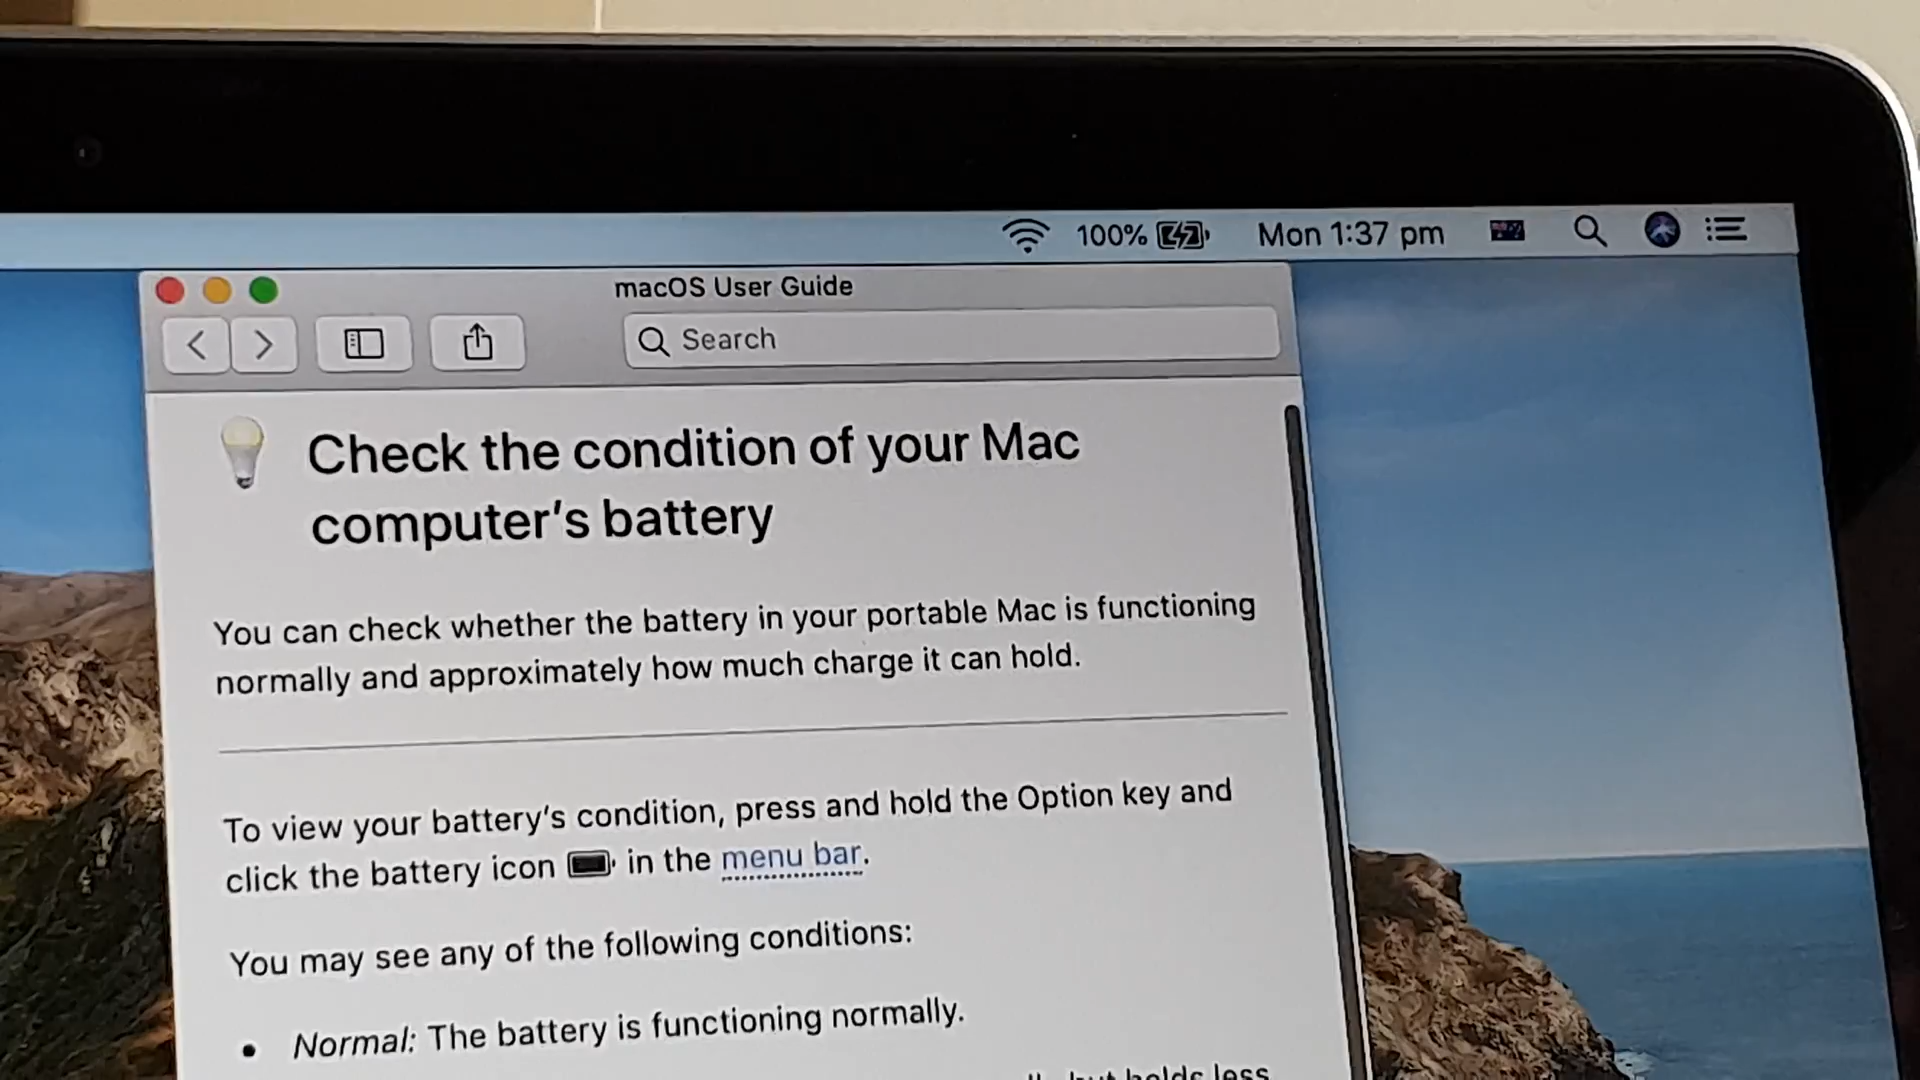 100% Mon 1:37 pm
macOS User Guide
Search
Check the condition of your Mac
computer's battery
You can check whether the battery in your portable Mac is functioning
normally and approximately how much charge it can hold.
To view your battery's condition, press and hold the Option key and
click the battery icon in the menu bar.
You may see any of the following conditions:
• Normal: The battery is functioning normally.
but holds less